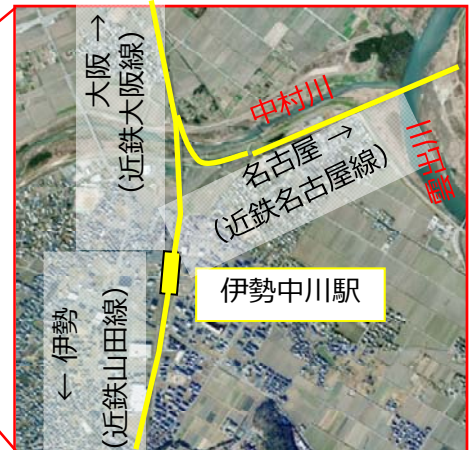 大阪 →
(近鉄大阪線)
中村川
名古屋 →
(近鉄名古屋線)
雲出川
伊勢中川駅
← 伊勢
(近鉄山田線)